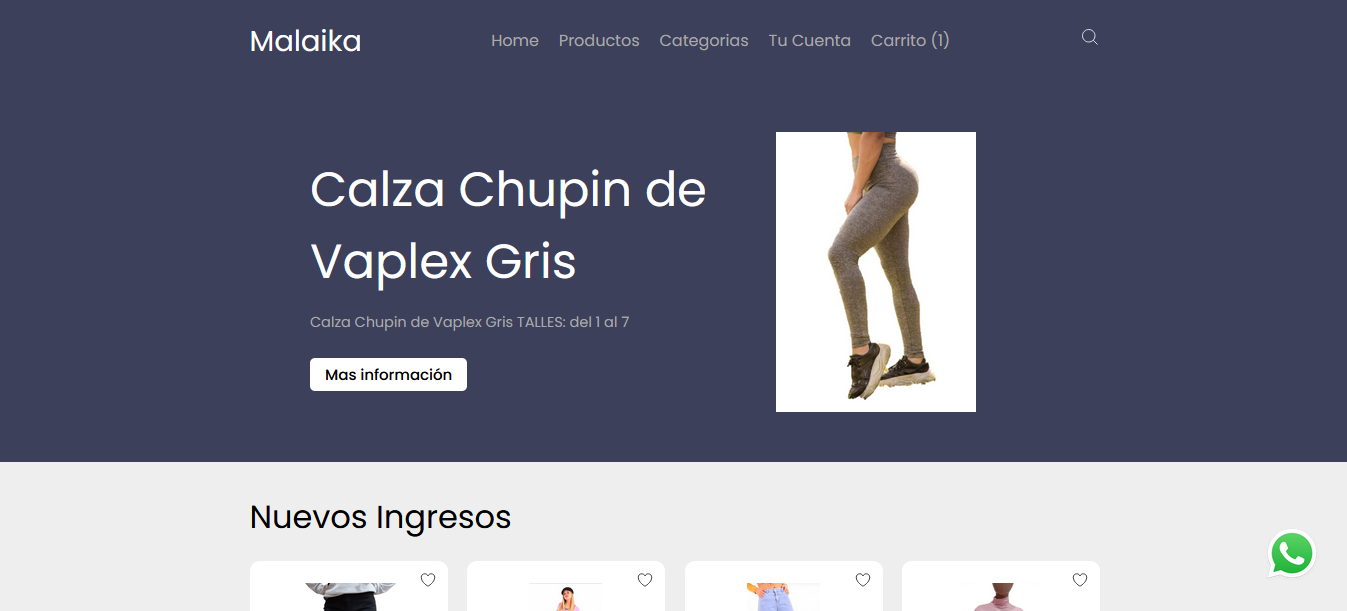 Malaika
Home Productos Categorias Tu Cuenta Carrito (1)
Calza Chupin de
Vaplex Gris
Calza Chupin de Vaplex Gris TALLES: del 1 al 7
Mas información
Nuevos Ingresos